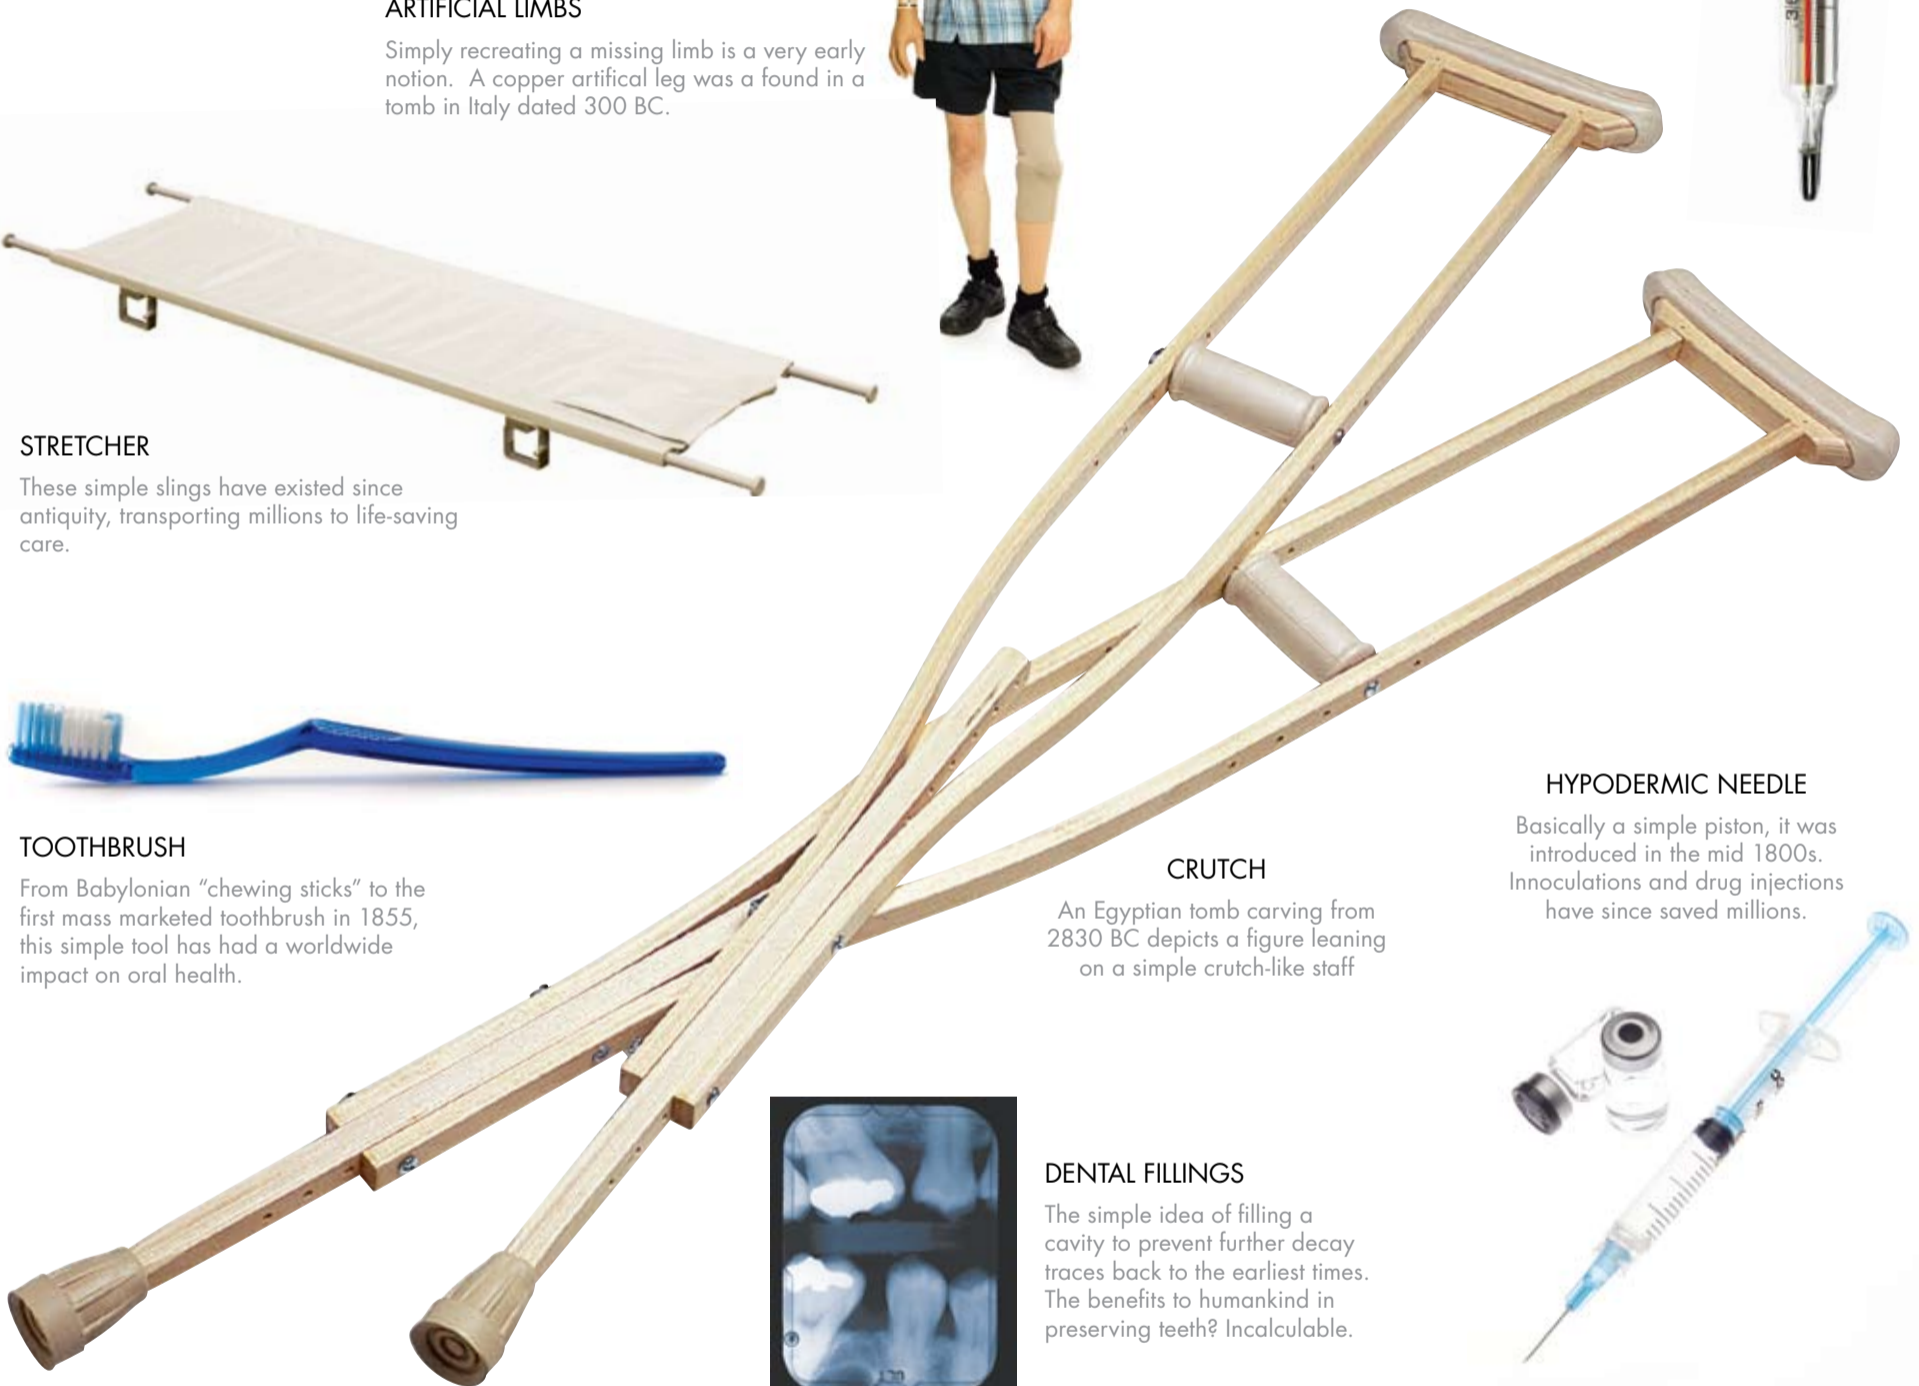 ARTIFICIAL LIMBS
Simply recreating a missing limb is a very early
notion.  A copper artifical leg was a found in a
tomb in Italy dated 300 BC.
STRETCHER
These simple slings have existed since
antiquity, transporting millions to life-saving
care.
TOOTHBRUSH
From Babylonian “chewing sticks” to the
first mass marketed toothbrush in 1855,
this simple tool has had a worldwide
impact on oral health.
CRUTCH
An Egyptian tomb carving from
2830 BC depicts a figure leaning
on a simple crutch-like staff
HYPODERMIC NEEDLE
Basically a simple piston, it was
introduced in the mid 1800s.
Innoculations and drug injections
have since saved millions.
DENTAL FILLINGS
The simple idea of filling a
cavity to prevent further decay
traces back to the earliest times.
The benefits to humankind in
preserving teeth? Incalculable.